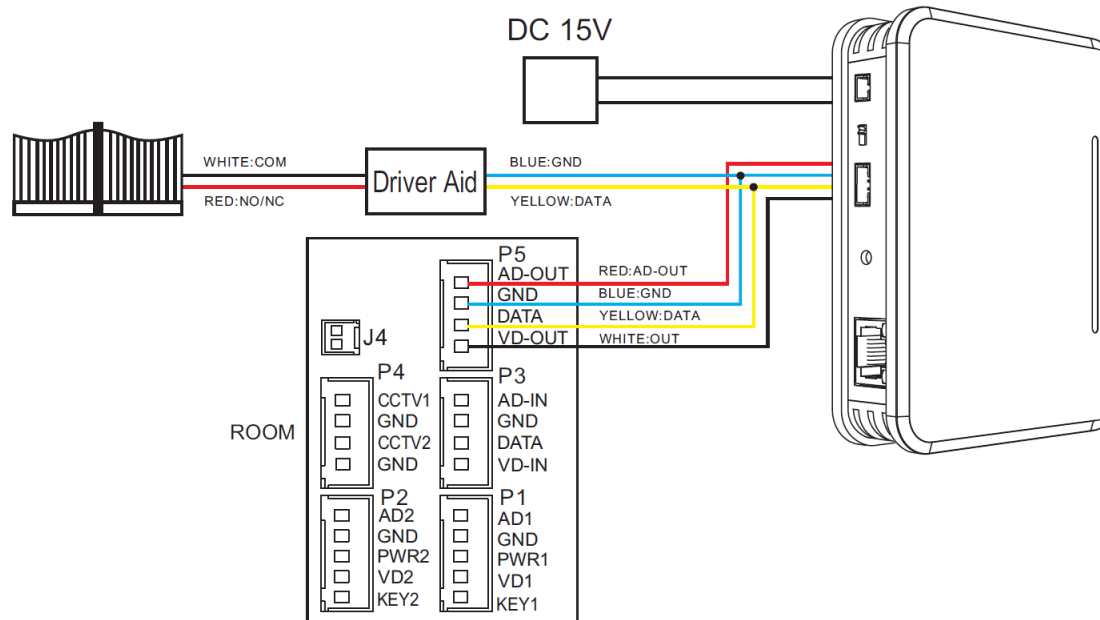 DC 15V
WHITE:COM
RED:NO/NC
Driver Aid
BLUE:GND
YELLOW:DATA
P5
AD-OUT
GND
DATA
VD-OUT
RED:AD-OUT
BLUE:GND
YELLOW:DATA
WHITE:OUT
J4
ROOM
P4
CCTV1
GND
CCTV2
GND
P3
AD-IN
GND
DATA
VD-IN
P2
AD2
GND
PWR2
VD2
KEY2
P1
AD1
GND
PWR1
VD1
KEY1